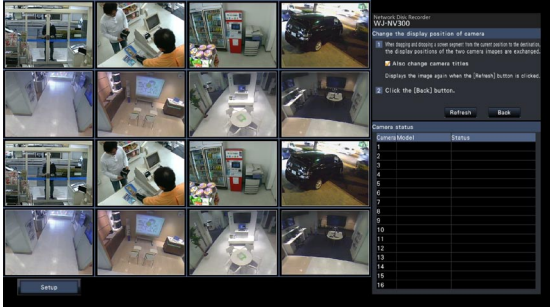 Network Disk Recorder
WJ-NV300
Change the display position of camera
1 When dragging and dropping a screen segment from the current position to the destination,
the display positions of the two camera images are exchanged.
Also change camera titles
Displays the image again when the [Refresh] button is clicked.
2 Click the [Back] button.
Refresh Back
Camera status
Camera Model Status
1
2
3
4
5
6
7
8
9
10
11
12
13
14
15
16
Setup